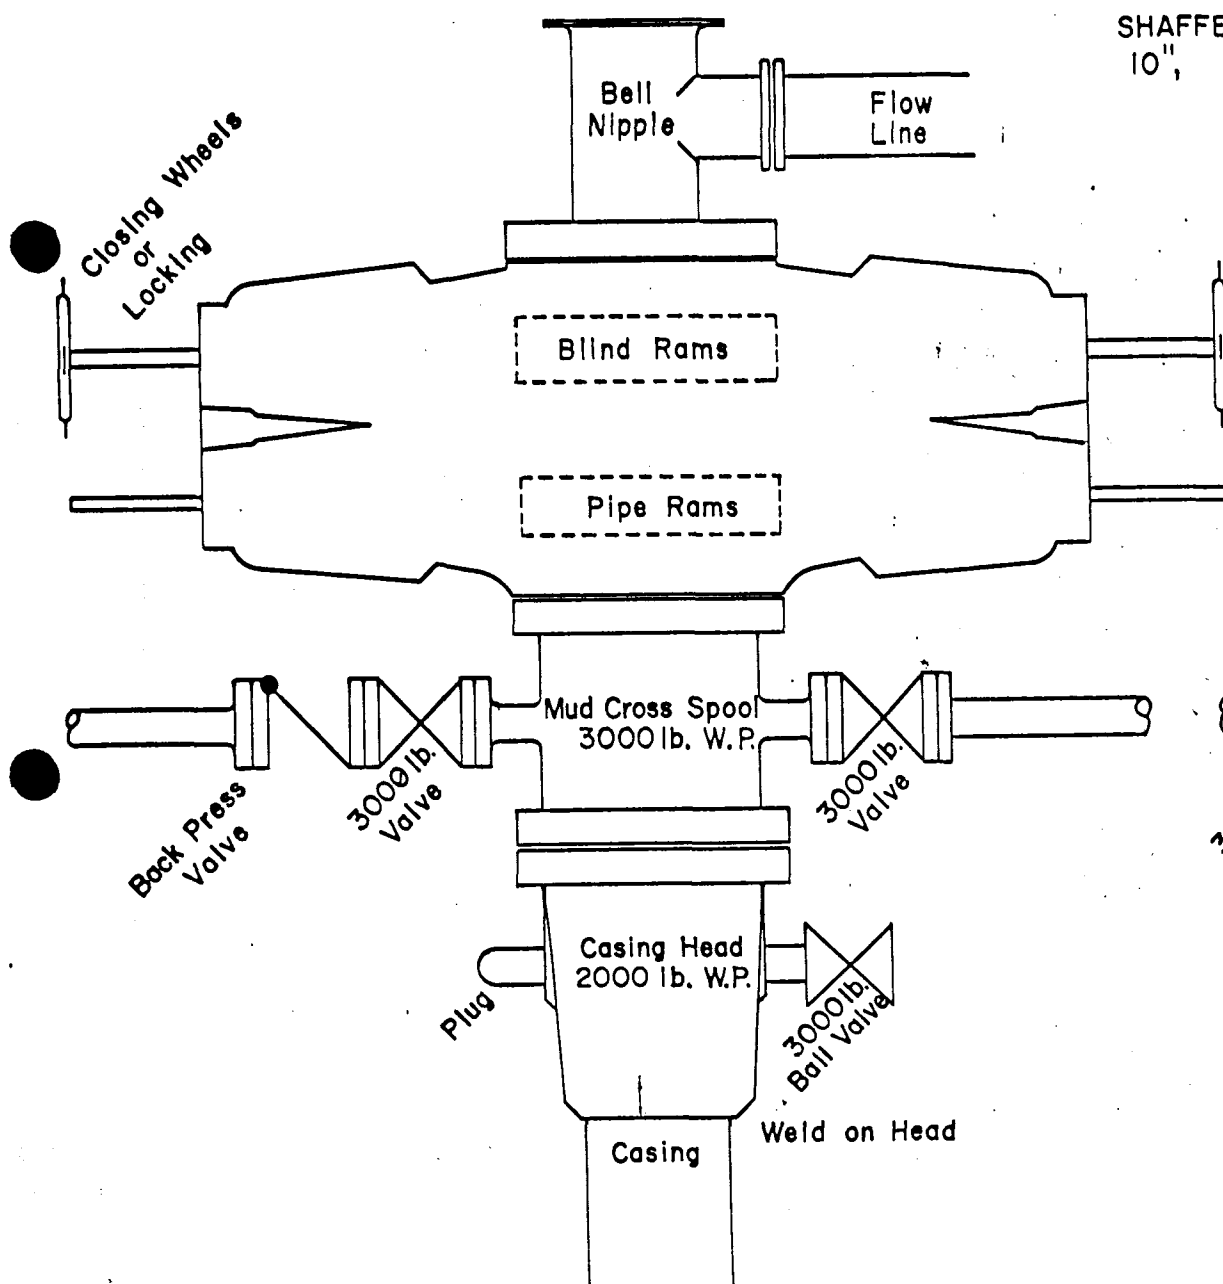 SHAFFE
10",
Bell
Nipple
Flow
Line
Closing Wheels
or
Locking
Blind Rams
Pipe Rams
Mud Cross Spool
3000 lb. W.P.
Back Press
Valve
3000 lb.
Valve
3000 lb.
Valve
Casing Head
2000 lb. W.P.
Plug
3000 lb.
Ball Valve
Weld on Head
Casing